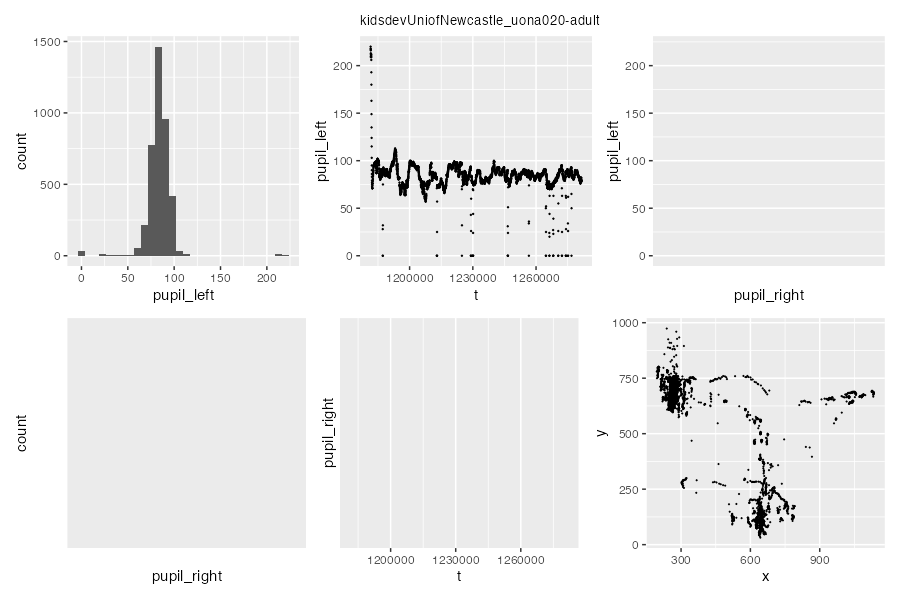 kidsdevUniofNewcastle_uona020-adult
1500
1000
500
0
count
0 50 100 150 200
pupil_left
200
150
100
50
0
pupil_left
1200000 1230000 1260000
t
200
150
100
50
0
pupil_left
pupil_right
count
pupil_right
pupil_right
1200000 1230000 1260000
t
1000
750
500
250
0
y
300 600 900
x